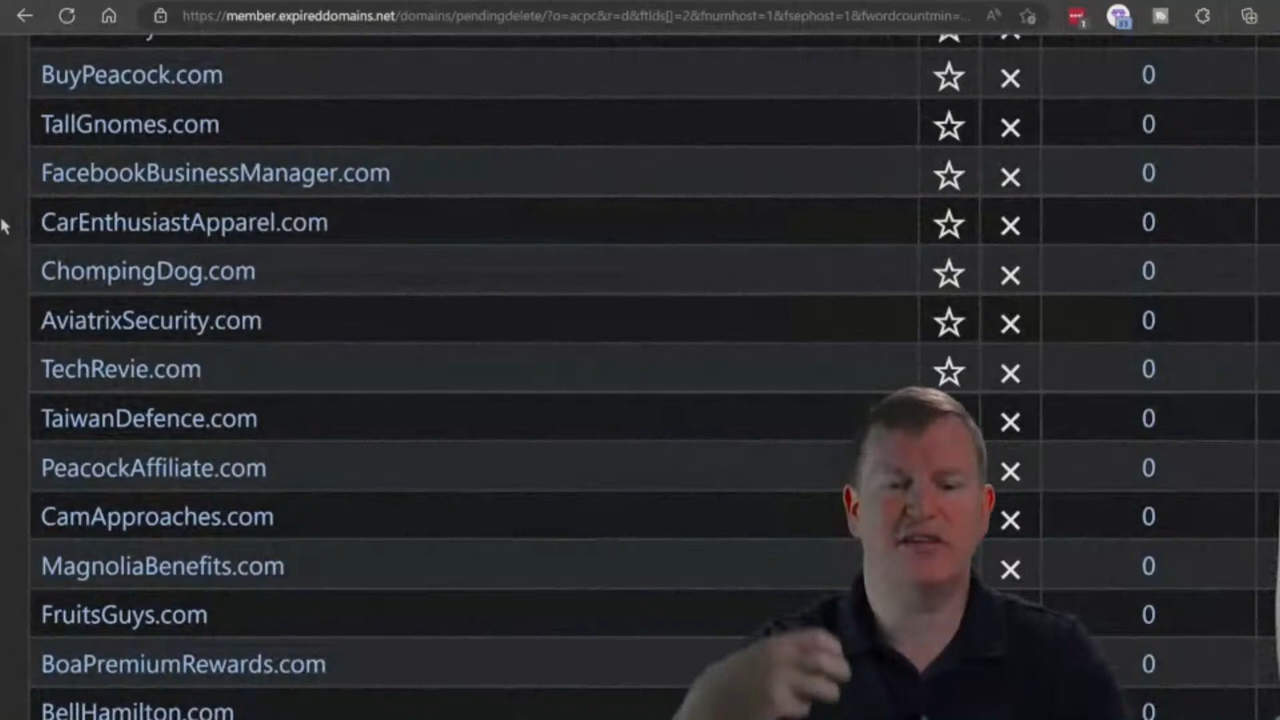 https://member.expireddomains.net/domains/pendingdelete/?o=acpc&r=d&ftlds[]=2&fnumhost=1&fsephost=1&fwordcountmin=...
1
BuyPeacock.com 0
TallGnomes.com 0
FacebookBusinessManager.com 0
CarEnthusiastApparel.com 0
ChompingDog.com 0
AviatrixSecurity.com 0
TechRevie.com 0
TaiwanDefence.com 0
PeacockAffiliate.com 0
CamApproaches.com 0
MagnoliaBenefits.com 0
FruitsGuys.com 0
BoaPremiumRewards.com 0
BellHamilton.com 0